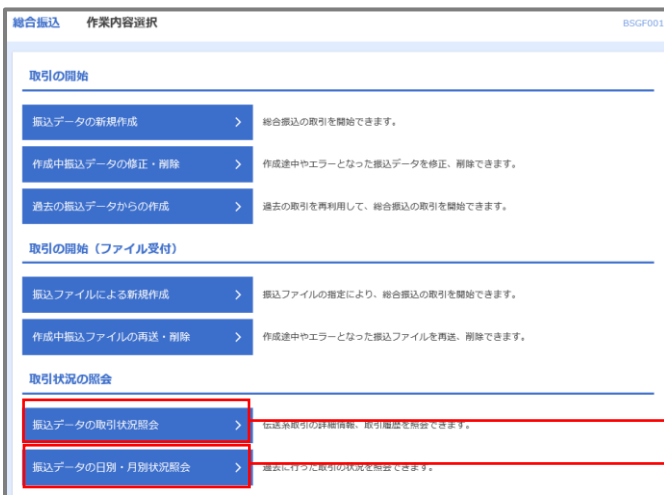 総合振込 作業内容選択 BSGF001
取引の開始
振込データの新規作成 総合振込の取引を開始できます。
作成中振込データの修正・削除 作成途中やエラーとなった振込データを修正、削除できます。
過去の振込データからの作成 過去の取引を再利用して、総合振込の取引を開始できます。
取引の開始（ファイル受付）
振込ファイルによる新規作成 振込ファイルの指定により、総合振込の取引を開始できます。
作成中振込ファイルの再送・削除 作成途中やエラーとなった振込ファイルを再送、削除できます。
取引状況の照会
振込データの取引状況照会 伝送系取引の詳細情報、取引履歴を照会できます。
振込データの日別・月別状況照会 過去に行った取引の状況を照会できます。